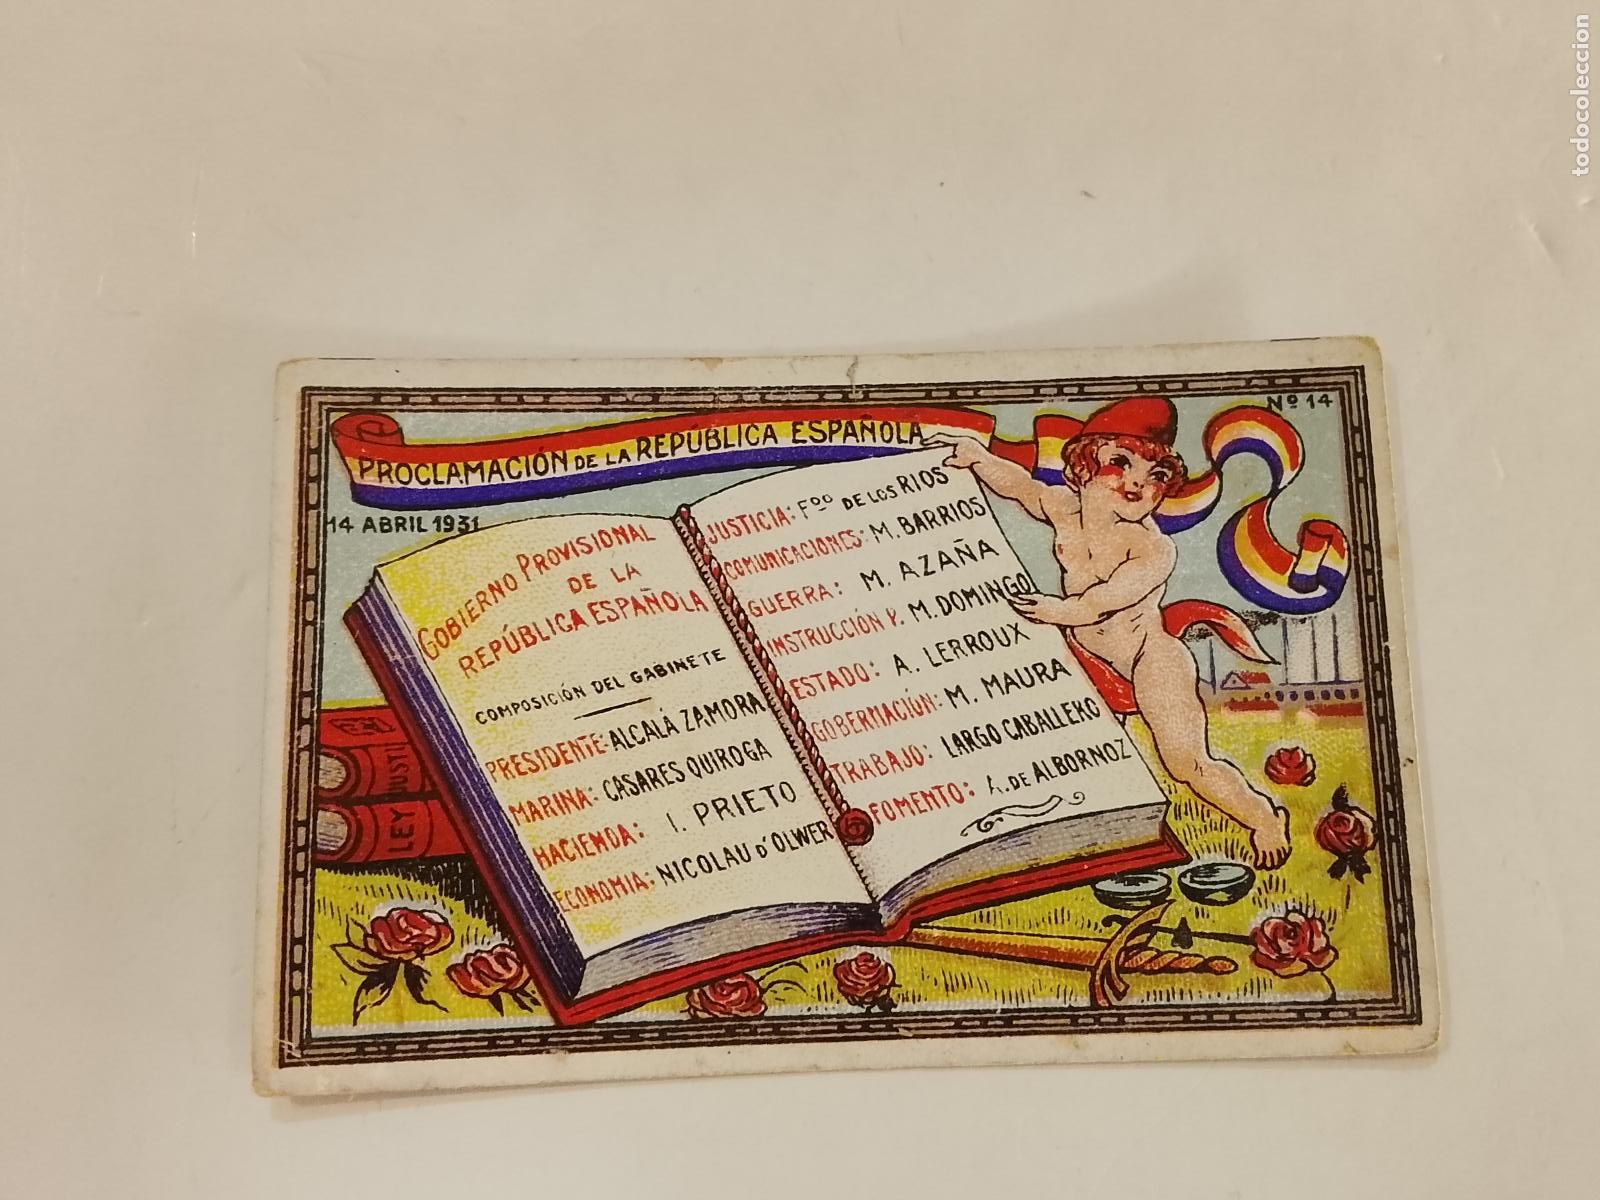 todocoleccion
Nº 14
PROCLAMACIÓN DE LA REPÚBLICA ESPAÑOLA
14 ABRIL 1931
GOBIERNO PROVISIONAL
DE LA
REPÚBLICA ESPAÑOLA
COMPOSICIÓN DEL GABINETE
PRESIDENTE: ALCALÁ ZAMORA
MARINA: CASARES QUIROGA
HACIENDA: I. PRIETO
ECONOMIA: NICOLAU D'OLWER
JUSTICIA: Fᵈᵒ DE LOS RIOS
COMUNICACIONES: M. BARRIOS
GUERRA: M. AZAÑA
INSTRUCCIÓN P. M. DOMINGO
ESTADO: A. LERROUX
GOBERNACIÓN: M. MAURA
TRABAJO: LARGO CABALLERO
FOMENTO: A. DE ALBORNOZ
JUSTI
LEY